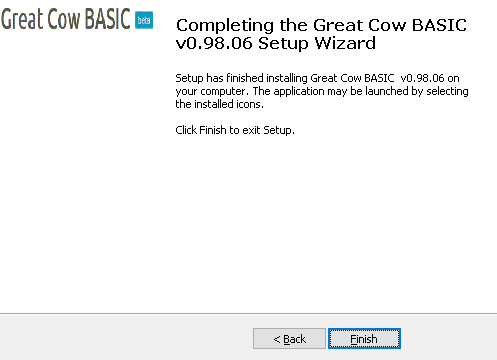 Great Cow BASIC beta
Completing the Great Cow BASIC
v0.98.06 Setup Wizard
Setup has finished installing Great Cow BASIC v0.98.06 on
your computer. The application may be launched by selecting
the installed icons.
Click Finish to exit Setup.
< Back
Finish